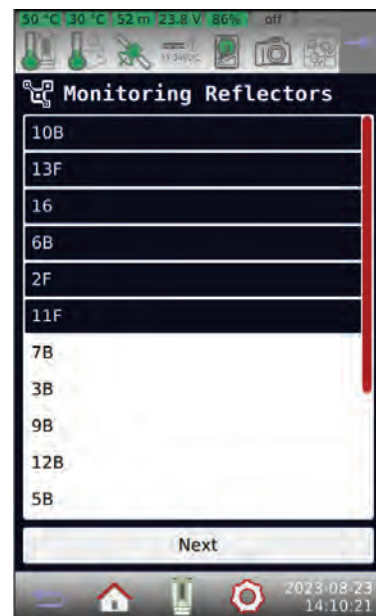 50 °C 30 °C 52 m 23.8 V 86% off
Monitoring Reflectors
10B
13F
16
6B
2F
11F
7B
3B
9B
12B
5B
Next
2023-08-23
14:10:21